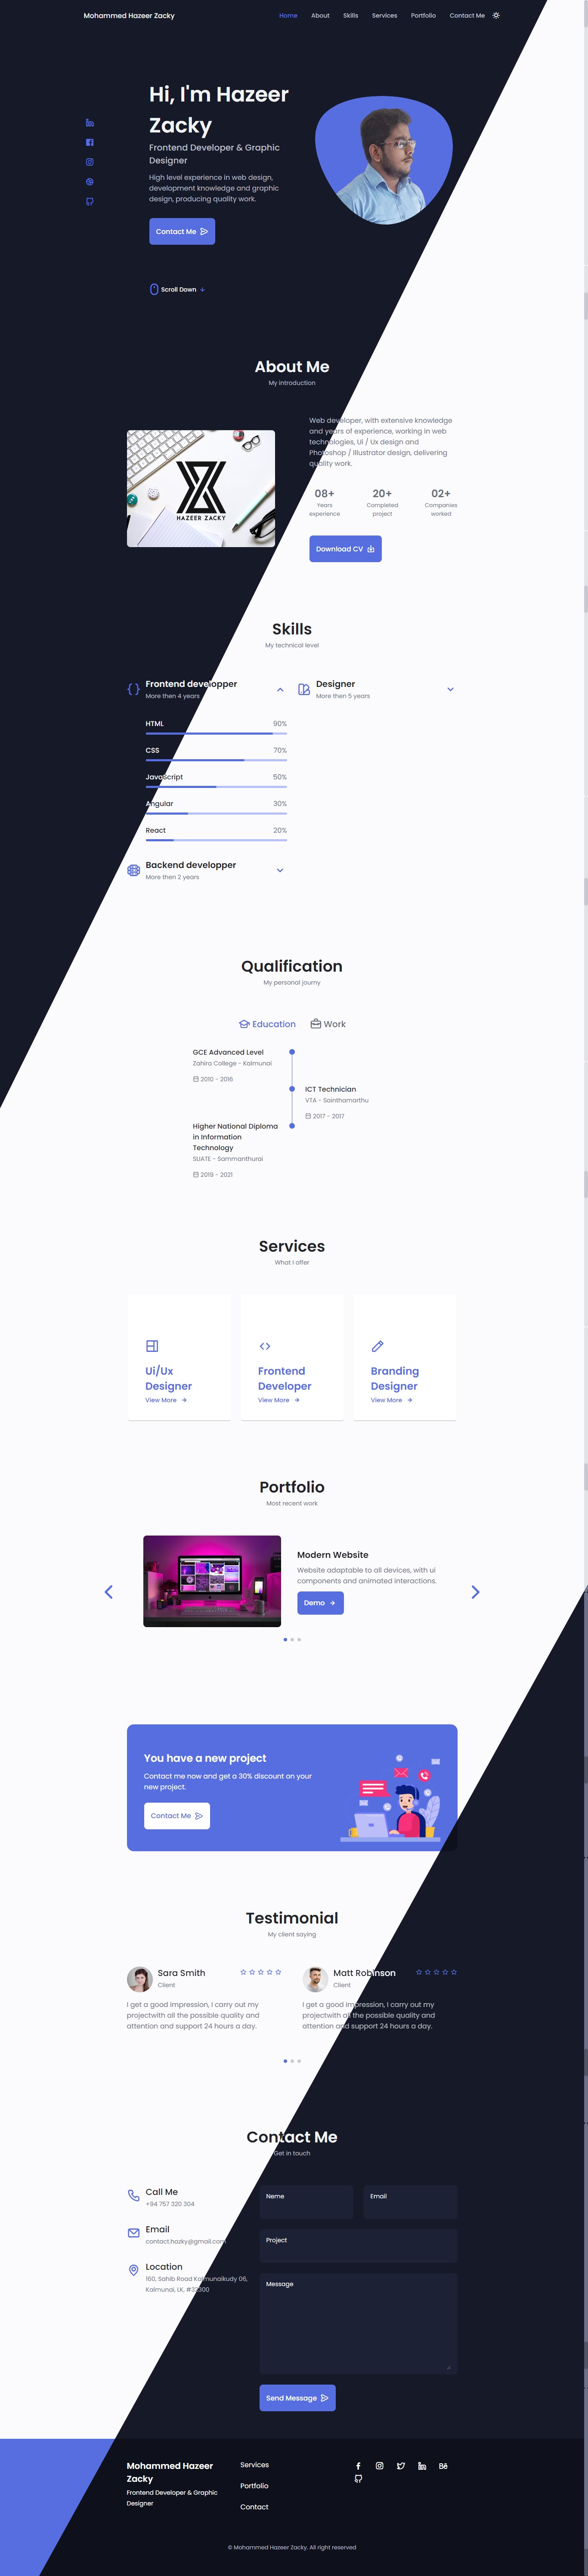 Mohammed Hazeer Zacky
Home About Skills Services Portfolio Contact Me
Hi, I'm Hazeer
Zacky
Frontend Developer & Graphic
Designer
High level experience in web design,
development knowledge and graphic
design, producing quality work.
Contact Me
Scroll Down
About Me
My introduction
HAZEER ZACKY
Web developer, with extensive knowledge
and years of experience, working in web
technologies, Ui / Ux design and
Photoshop / Illustrator design, delivering
quality work.
08+ 20+ 02+
Years Completed Companies
experience project worked
Download CV
Skills
My technical level
Frontend developper
More then 4 years
HTML 90%
CSS 70%
JavaScript 50%
Angular 30%
React 20%
Backend developper
More then 2 years
Designer
More then 5 years
Qualification
My personal journy
Education Work
GCE Advanced Level
Zahira College - Kalmunai
2010 - 2016
ICT Technician
VTA - Sainthamarthu
2017 - 2017
Higher National Diploma
in Information
Technology
SLIATE - Sammanthurai
2019 - 2021
Services
What I offer
Ui/Ux
Designer
View More
Frontend
Developer
View More
Branding
Designer
View More
Portfolio
Most recent work
Modern Website
Website adaptable to all devices, with ui
components and animated interactions.
Demo
You have a new project
Contact me now and get a 30% discount on your
new project.
Contact Me
Testimonial
My client saying
Sara Smith
Client
I get a good impression, I carry out my
projectwith all the possible quality and
attention and support 24 hours a day.
Matt Robinson
Client
I get a good impression, I carry out my
projectwith all the possible quality and
attention and support 24 hours a day.
Contact Me
Get in touch
Call Me
+94 757 320 304
Email
contact.hazky@gmail.com
Location
160, Sahib Road Kalmunaikudy 06,
Kalmunai, LK, #32300
Neme
Email
Project
Message
Send Message
Mohammed Hazeer
Zacky
Frontend Developer & Graphic
Designer
Services
Portfolio
Contact
Bē
© Mohammed Hazeer Zacky. All right reserved